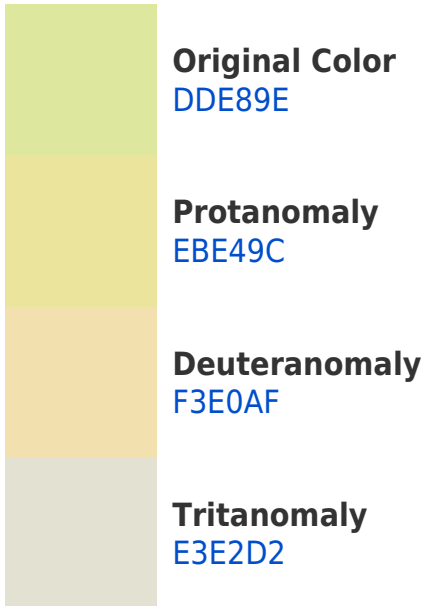 Original Color
DDE89E
Protanomaly
EBE49C
Deuteranomaly
F3E0AF
Tritanomaly
E3E2D2